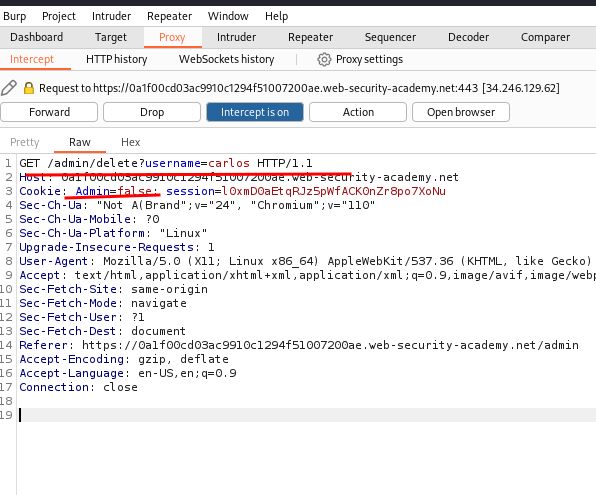 Burp Project Intruder Repeater Window Help
Dashboard Target Proxy Intruder Repeater Sequencer Decoder Comparer
Intercept HTTP history WebSockets history Proxy settings
Request to https://0a1f00cd03ac9910c1294f51007200ae.web-security-academy.net:443 [34.246.129.62]
Forward Drop Intercept is on Action Open browser
Pretty Raw Hex
1 GET /admin/delete?username=carlos HTTP/1.1
2 Host: 0a1f00cd03ac9910c1294f51007200ae.web-security-academy.net
3 Cookie: Admin=false; session=l0xmD0aEtqRJz5pWfACK0nZr8po7XoNu
4 Sec-Ch-Ua: "Not A(Brand";v="24", "Chromium";v="110"
5 Sec-Ch-Ua-Mobile: ?0
6 Sec-Ch-Ua-Platform: "Linux"
7 Upgrade-Insecure-Requests: 1
8 User-Agent: Mozilla/5.0 (X11; Linux x86_64) AppleWebKit/537.36 (KHTML, like Gecko)
9 Accept: text/html,application/xhtml+xml,application/xml;q=0.9,image/avif,image/webp
10 Sec-Fetch-Site: same-origin
11 Sec-Fetch-Mode: navigate
12 Sec-Fetch-User: ?1
13 Sec-Fetch-Dest: document
14 Referer: https://0a1f00cd03ac9910c1294f51007200ae.web-security-academy.net/admin
15 Accept-Encoding: gzip, deflate
16 Accept-Language: en-US,en;q=0.9
17 Connection: close
18
19